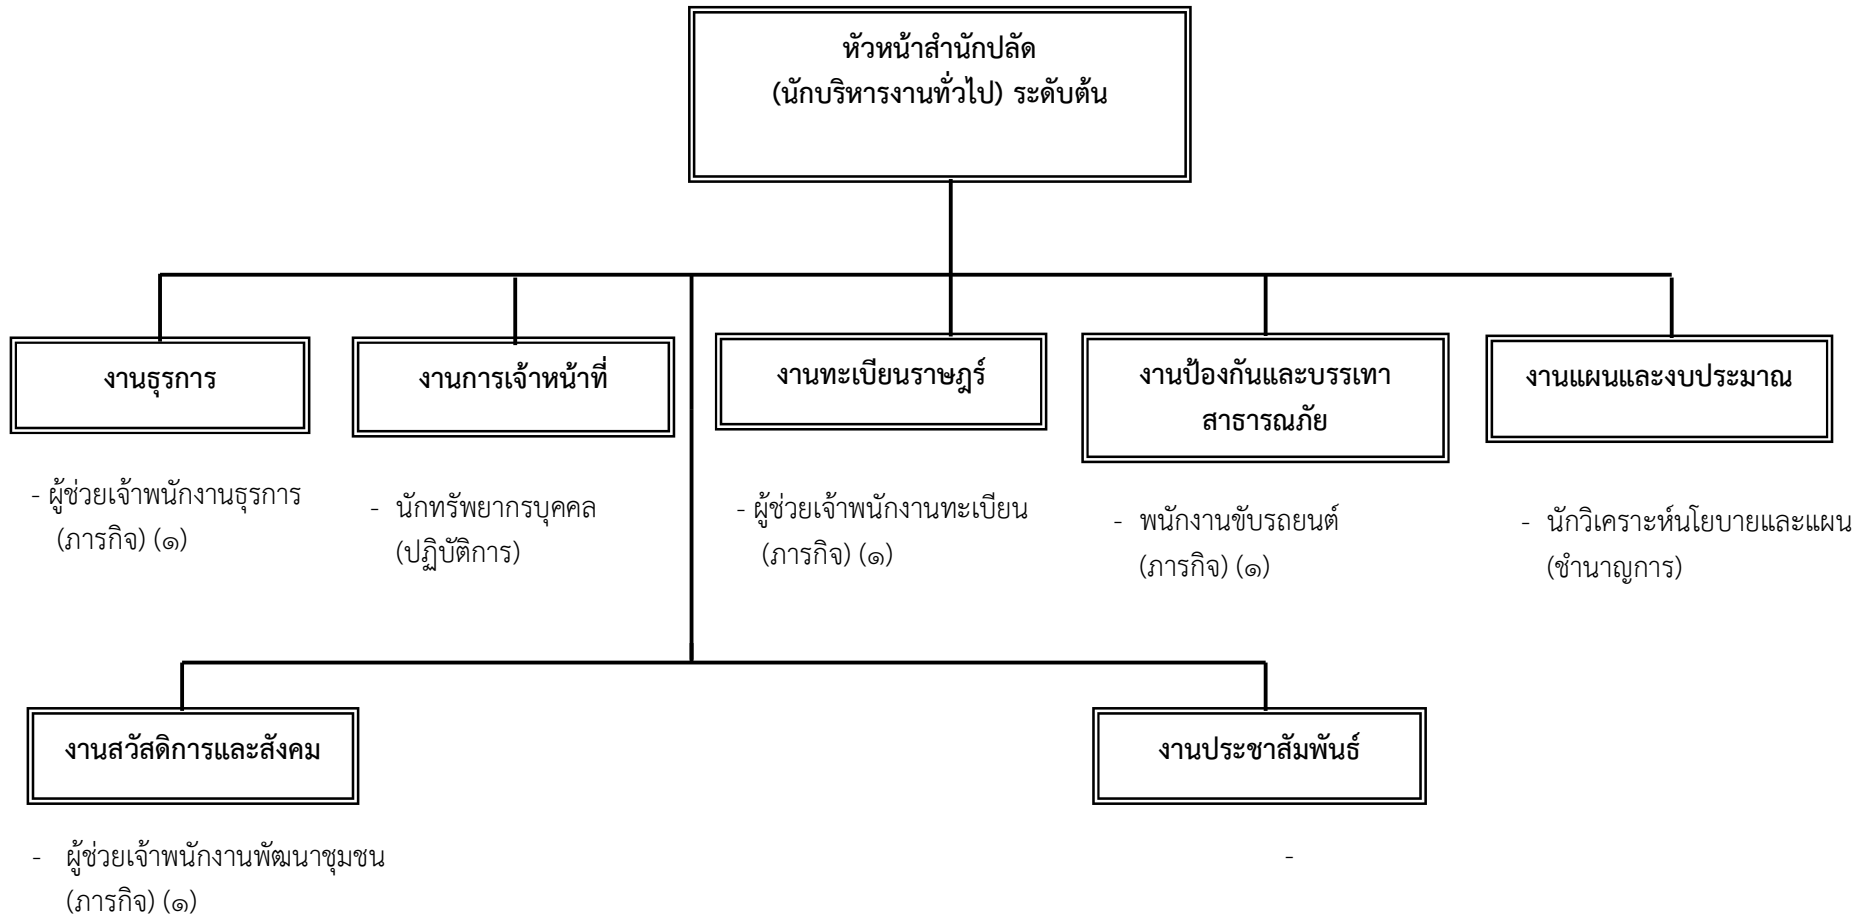 หัวหน้าสำนักปลัด
(นักบริหารงานทั่วไป) ระดับต้น
งานธุรการ
งานการเจ้าหน้าที่
งานทะเบียนราษฎร์
งานป้องกันและบรรเทา
สาธารณภัย
งานแผนและงบประมาณ
- ผู้ช่วยเจ้าพนักงานธุรการ
(ภารกิจ) (๑)
- นักทรัพยากรบุคคล
(ปฏิบัติการ)
- ผู้ช่วยเจ้าพนักงานทะเบียน
(ภารกิจ) (๑)
- พนักงานขับรถยนต์
(ภารกิจ) (๑)
- นักวิเคราะห์นโยบายและแผน
(ชำนาญการ)
งานสวัสดิการและสังคม
งานประชาสัมพันธ์
- ผู้ช่วยเจ้าพนักงานพัฒนาชุมชน
(ภารกิจ) (๑)
-